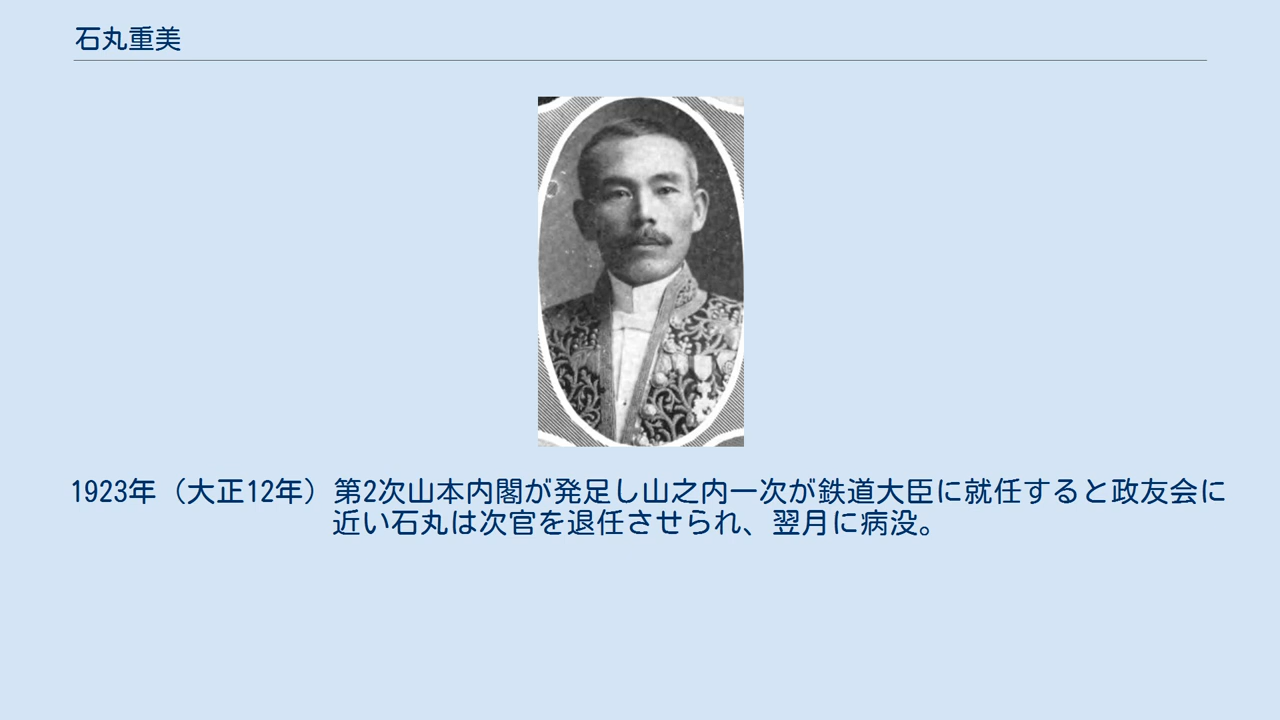 石丸重美
1923年（大正12年）第2次山本内閣が発足し山之内一次が鉄道大臣に就任すると政友会に
近い石丸は次官を退任させられ、翌月に病没。